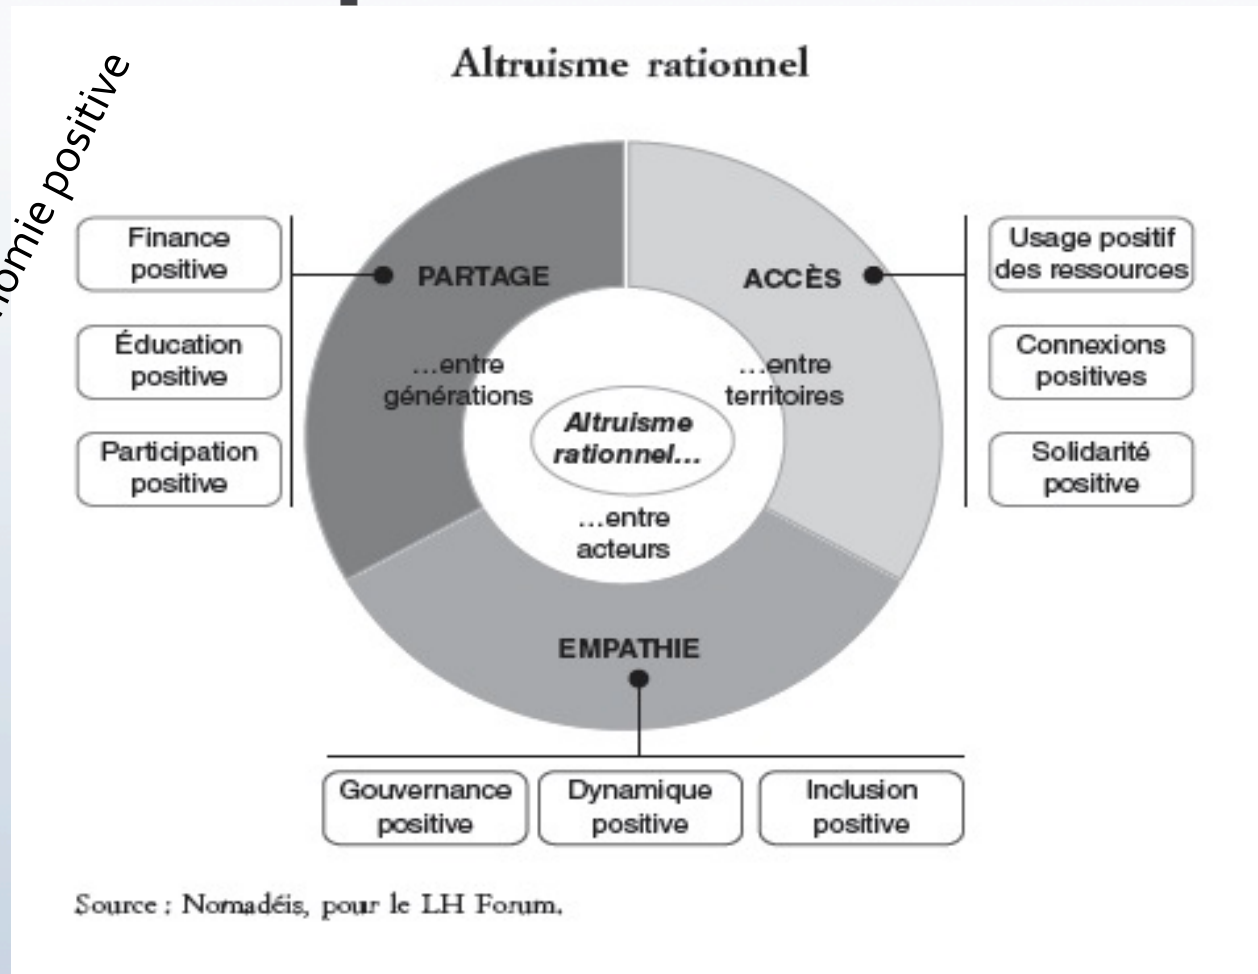 Altruisme rationnel
positive
Finance
positive
Éducation
positive
Participation
positive
PARTAGE
…entre
générations
ACCÈS
…entre
territoires
Usage positif
des ressources
Connexions
positives
Solidarité
positive
Altruisme
rationnel…
…entre
acteurs
EMPATHIE
Gouvernance
positive
Dynamique
positive
Inclusion
positive
Source : Nomadéis, pour le LH Forum.